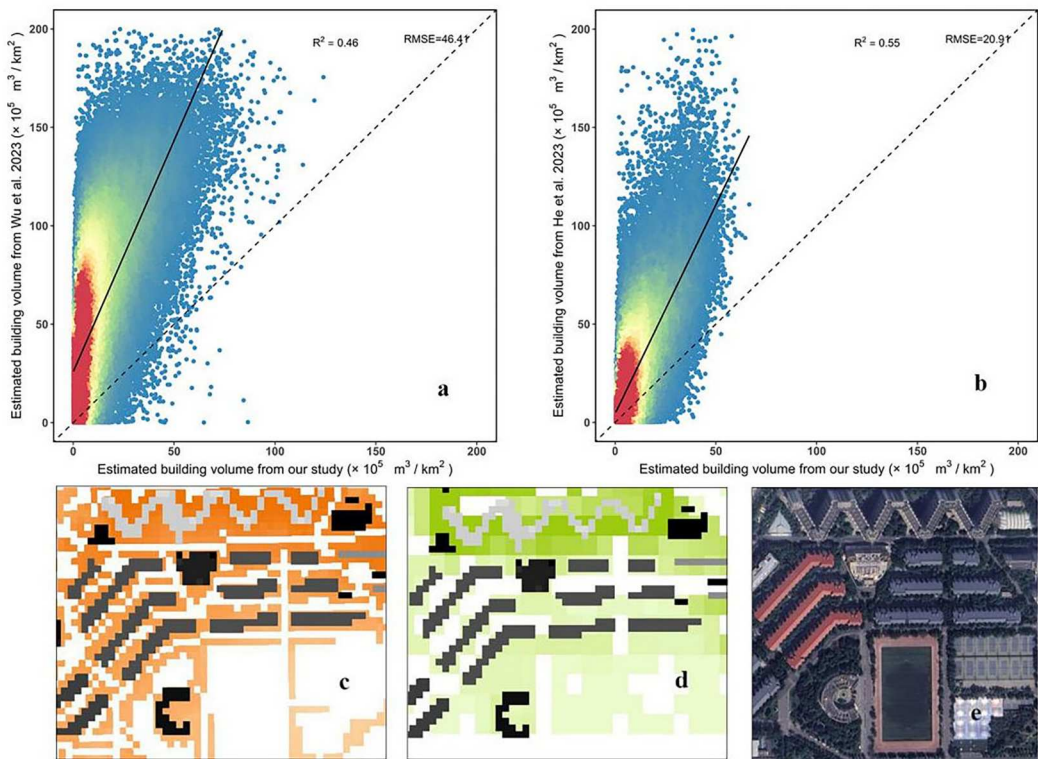 Estimated building volume from Wu et al. 2023 (× 10⁵ m³ / km²)
200
150
100
50
0
R² = 0.46
RMSE=46.41
a
0 50 100 150 200
Estimated building volume from our study (× 10⁵ m³ / km²)
Estimated building volume from He et al. 2023 (× 10⁵ m³ / km²)
200
150
100
50
0
R² = 0.55
RMSE=20.91
b
0 50 100 150 200
Estimated building volume from our study (× 10⁵ m³ / km²)
c
d
e